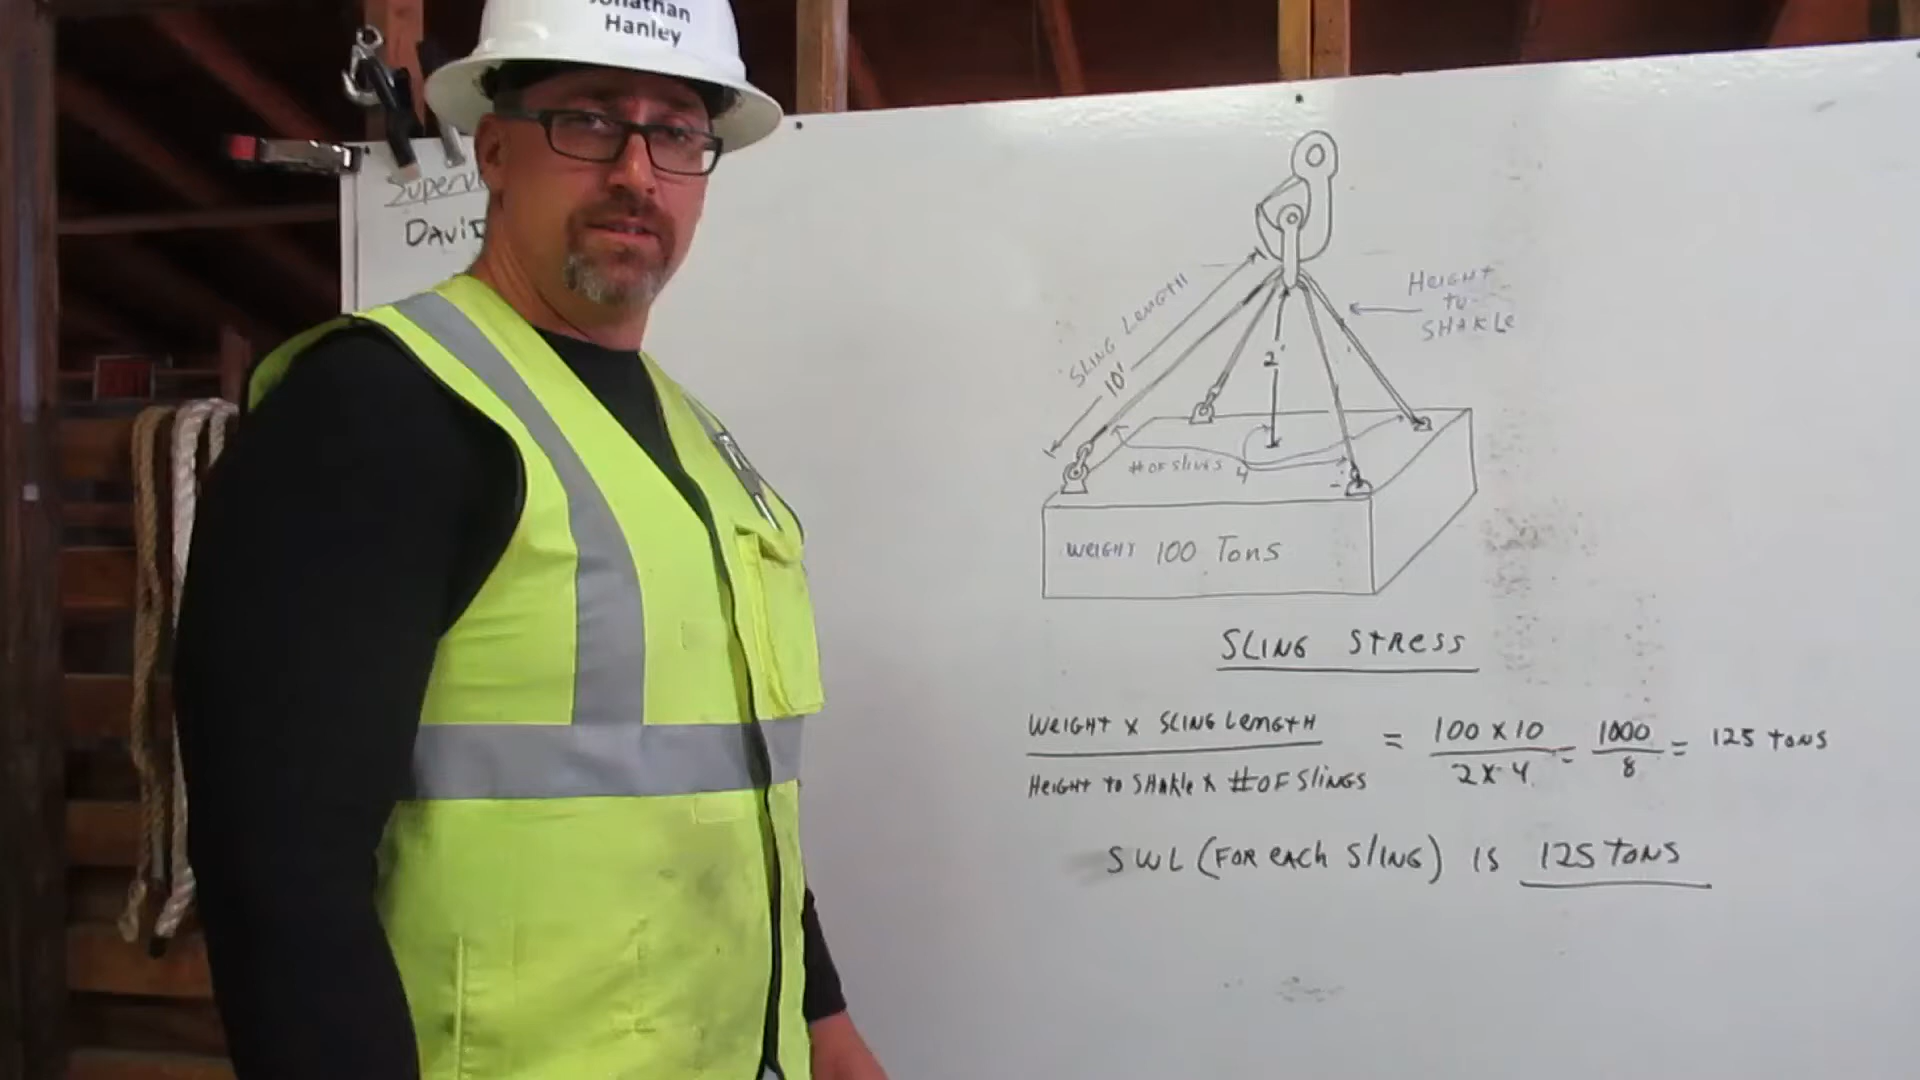 Jonathan
Hanley
DAVID
SLING LENGTH
10'
2'
HEIGHT
TO
SHAKLE
# OF SLINGS 4
WEIGHT 100 TONS
SLING STRESS
WEIGHT X SLING LENGTH
HEIGHT TO SHAKLE X # OF SLINGS
= 100 X 10 = 1000 = 125 TONS
2 X 4 8
SWL (FOR EACH SLING) IS 125 TONS